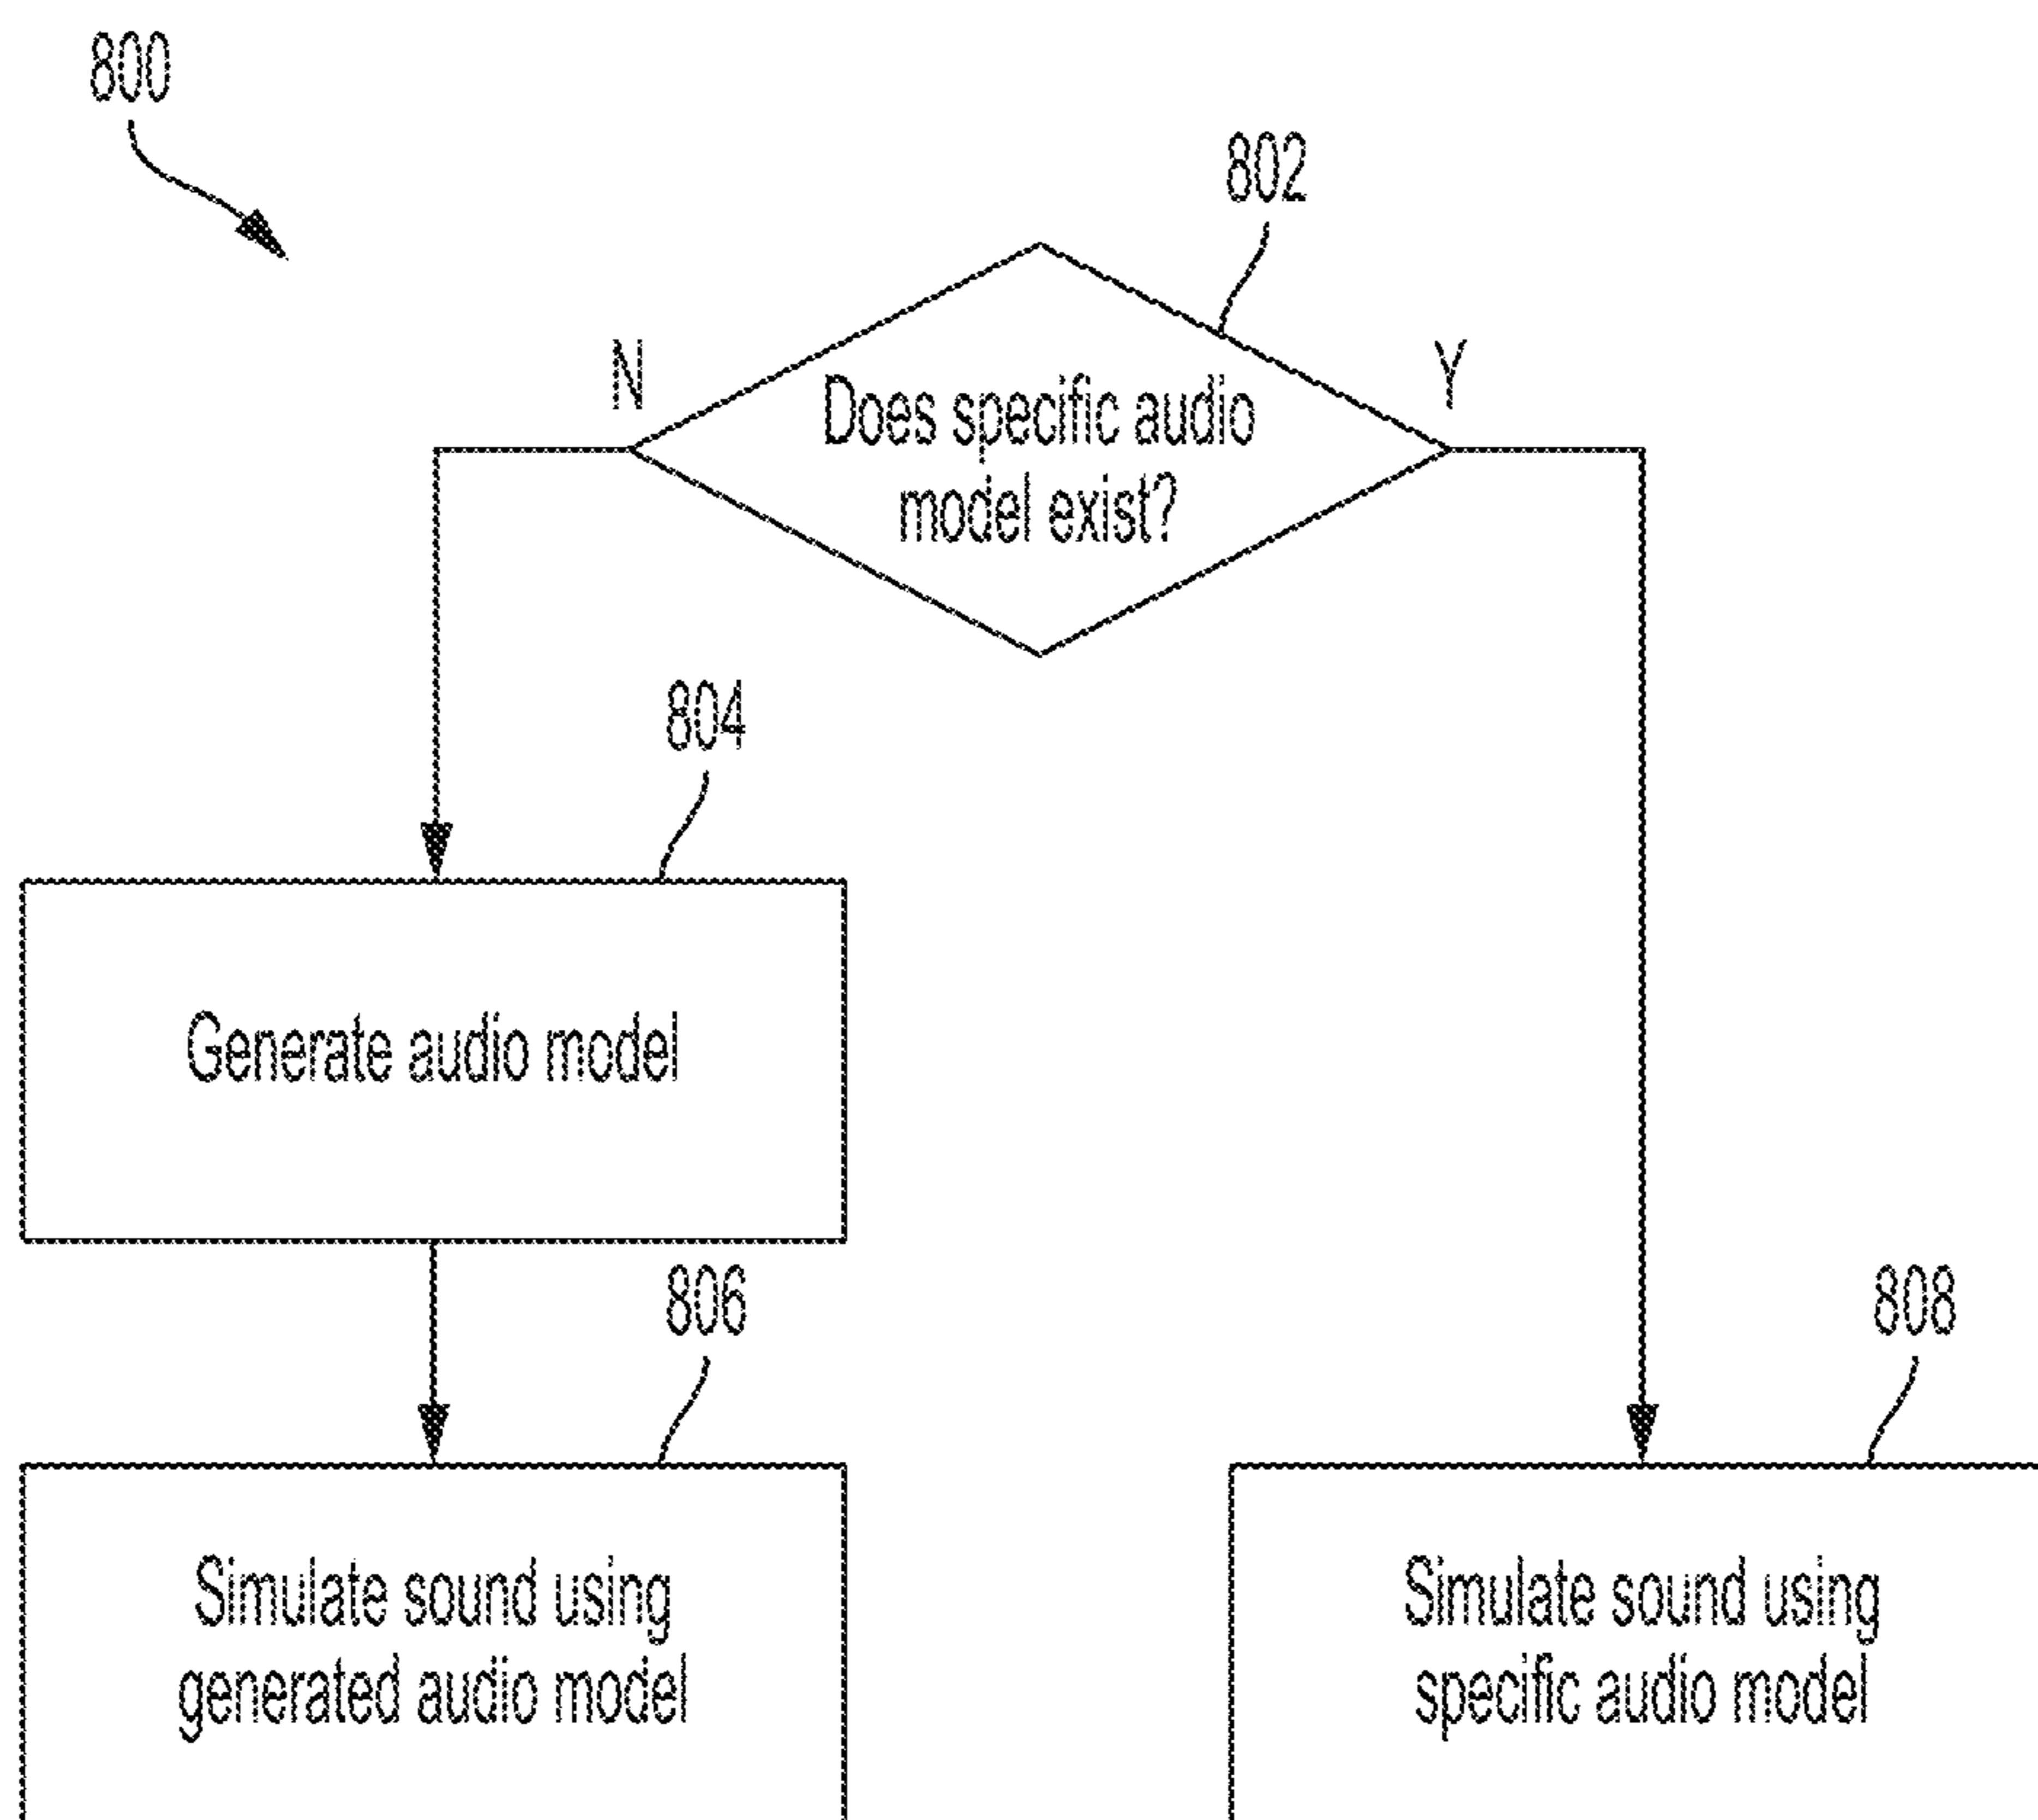 800
802
N
Y
Does specific audio
model exist?
804
Generate audio model
806
808
Simulate sound using
generated audio model
Simulate sound using
specific audio model